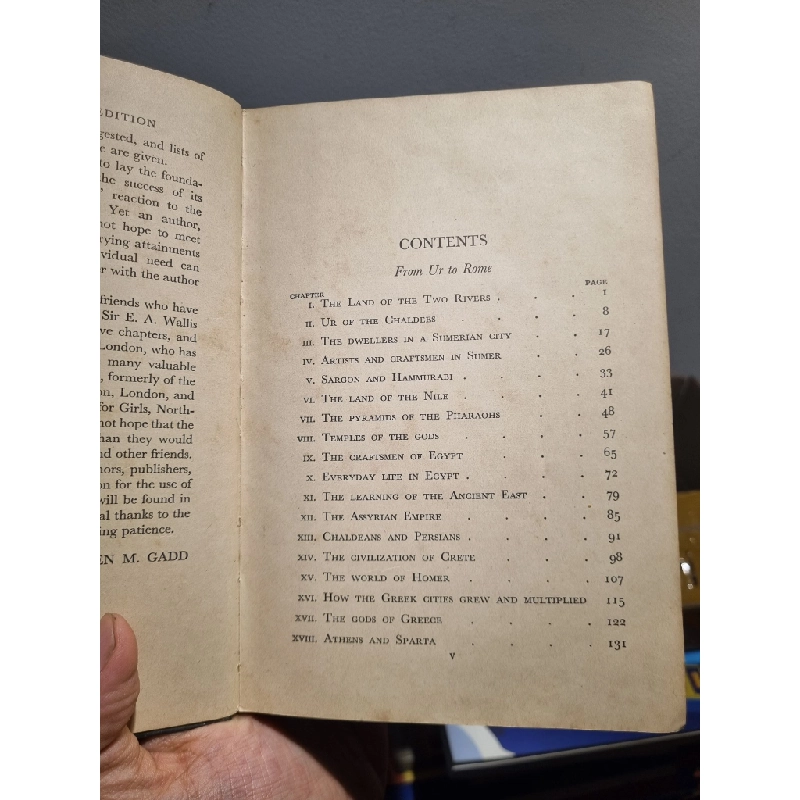 EDITION
gested, and lists of
e are given.
to lay the founda-
he success of its
, reaction to the
Yet an author,
not hope to meet
rying attainments
vidual need can
r with the author
friends who have
Sir E. A. Wallis
ve chapters, and
London, who has
many valuable
, formerly of the
on, London, and
for Girls, North-
not hope that the
han they would
nd other friends.
hors, publishers,
on for the use of
will be found in
al thanks to the
ing patience.
EN M. GADD
CONTENTS
From Ur to Rome
CHAPTER PAGE
I. THE LAND OF THE TWO RIVERS . . . 1
II. UR OF THE CHALDEES . . . 8
III. THE DWELLERS IN A SUMERIAN CITY . . 17
IV. ARTISTS AND CRAFTSMEN IN SUMER . . 26
V. SARGON AND HAMMURABI . . . . 33
VI. THE LAND OF THE NILE . . . . 41
VII. THE PYRAMIDS OF THE PHARAOHS . . 48
VIII. TEMPLES OF THE GODS . . . . 57
IX. THE CRAFTSMEN OF EGYPT . . . 65
X. EVERYDAY LIFE IN EGYPT . . . . 72
XI. THE LEARNING OF THE ANCIENT EAST . . 79
XII. THE ASSYRIAN EMPIRE . . . . 85
XIII. CHALDEANS AND PERSIANS . . . . 91
XIV. THE CIVILIZATION OF CRETE . . . 98
XV. THE WORLD OF HOMER . . . . 107
XVI. HOW THE GREEK CITIES GREW AND MULTIPLIED 115
XVII. THE GODS OF GREECE . . . . 122
XVIII. ATHENS AND SPARTA . . . . 131
V